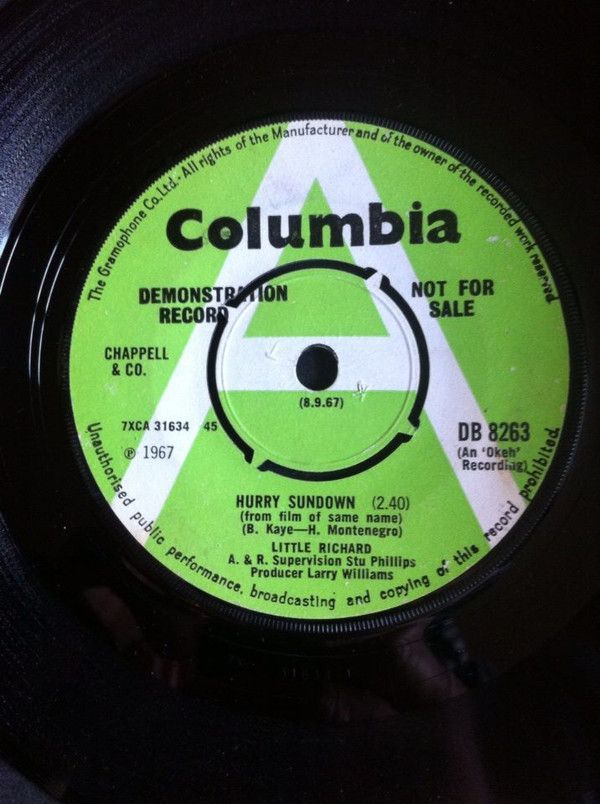 The Gramophone Co. Ltd. - All rights of the Manufacturer and of the owner of the recorded work reserved
Columbia
DEMONSTRATION
RECORD
NOT FOR
SALE
CHAPPELL
& CO.
(8.9.67)
7XCA 31634 45
℗ 1967
DB 8263
(An 'Okeh'
Recording)
HURRY SUNDOWN (2.40)
(from film of same name)
(B. Kaye—H. Montenegro)
LITTLE RICHARD
A. & R. Supervision Stu Phillips
Producer Larry Williams
Unauthorised public performance, broadcasting and copying of this record prohibited.